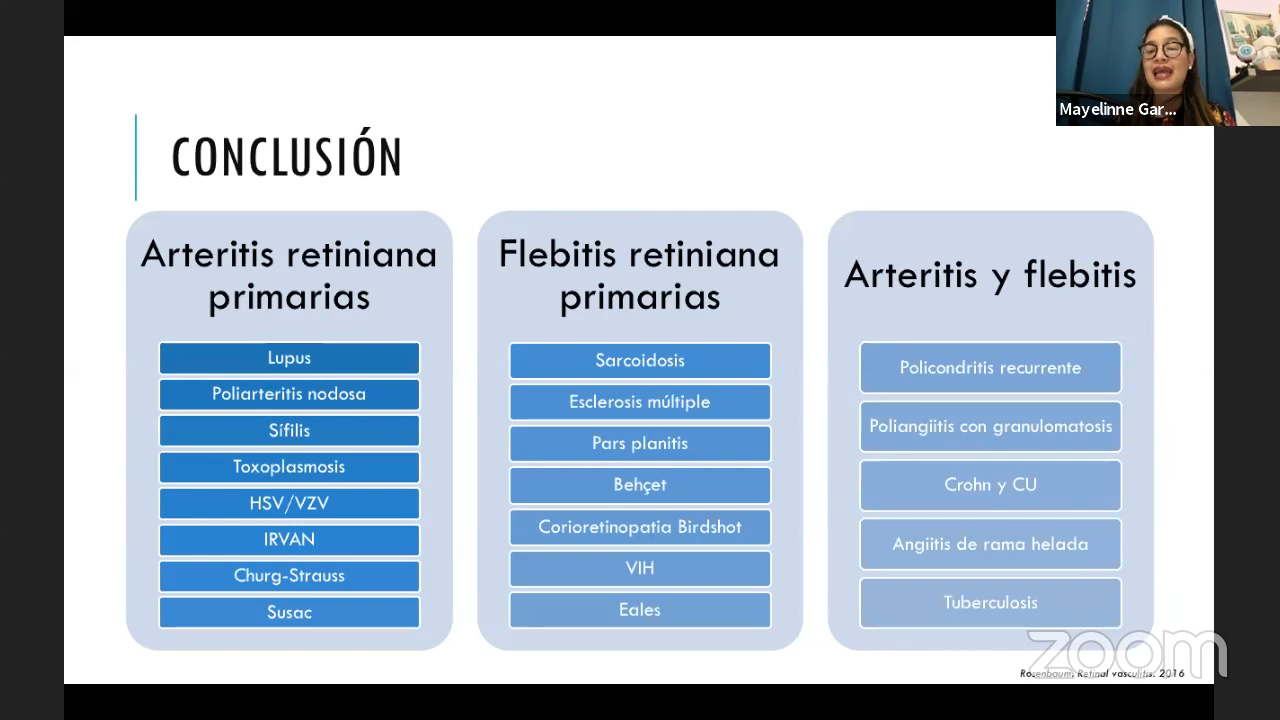 Mayelinne Gar...
CONCLUSIÓN
Arteritis retiniana
primarias
Lupus
Poliarteritis nodosa
Sífilis
Toxoplasmosis
HSV/VZV
IRVAN
Churg-Strauss
Susac
Flebitis retiniana
primarias
Sarcoidosis
Esclerosis múltiple
Pars planitis
Behçet
Corioretinopatia Birdshot
VIH
Eales
Arteritis y flebitis
Policondritis recurrente
Poliangiitis con granulomatosis
Crohn y CU
Angiitis de rama helada
Tuberculosis
Rosenbaum. Retinal vasculitis. 2016
zoom